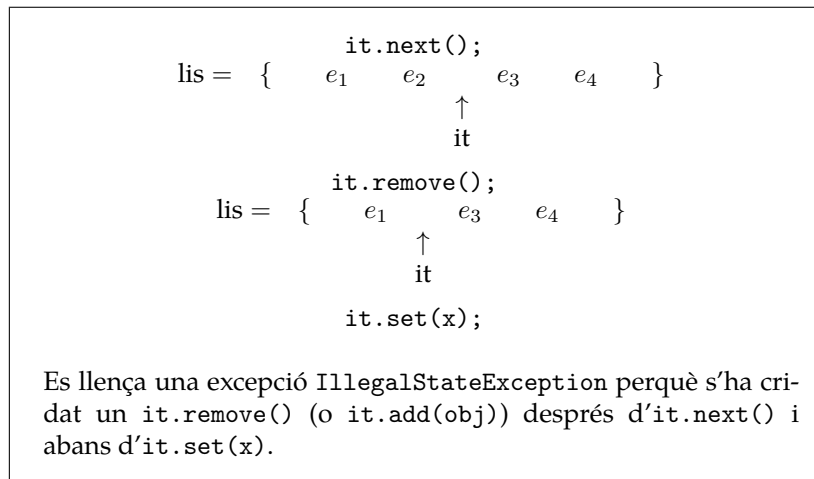 it.next();
lis = { e1 e2 e3 e4 }
↑
it
it.remove();
lis = { e1 e3 e4 }
↑
it
it.set(x);
Es llença una excepció IllegalStateException perquè s'ha cri-
dat un it.remove() (o it.add(obj)) després d'it.next() i
abans d'it.set(x).